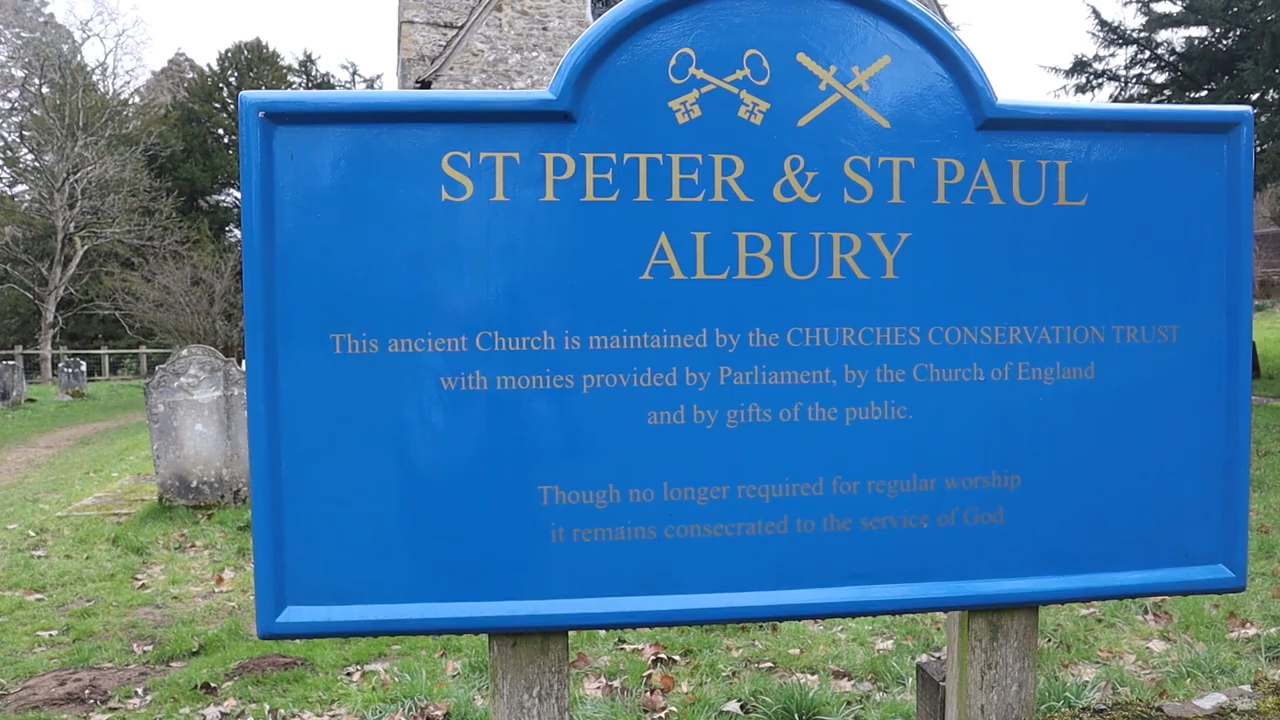 ST PETER & ST PAUL
ALBURY
This ancient Church is maintained by the CHURCHES CONSERVATION TRUST
with monies provided by Parliament, by the Church of England
and by gifts of the public.
Though no longer required for regular worship
it remains consecrated to the service of God.